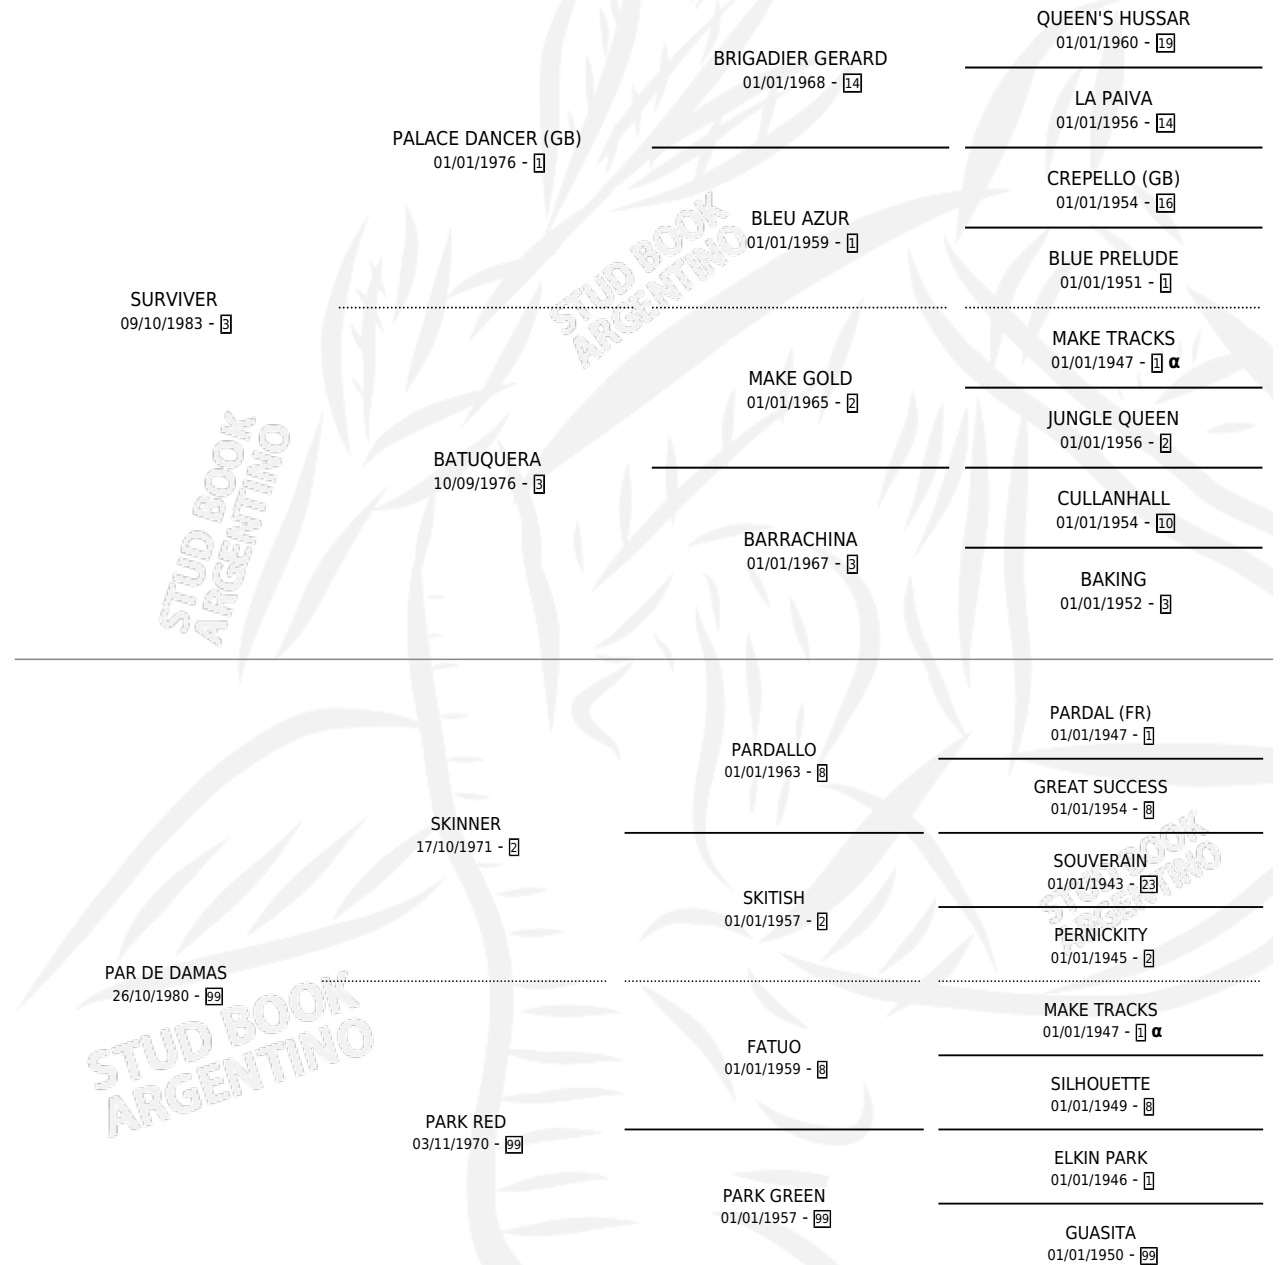 QUEEN'S HUSSAR
01/01/1960 - 19
BRIGADIER GERARD
01/01/1968 - 14
LA PAIVA
01/01/1956 - 14
PALACE DANCER (GB)
01/01/1976 - 1
CREPELLO (GB)
01/01/1954 - 16
BLEU AZUR
01/01/1959 - 1
BLUE PRELUDE
01/01/1951 - 1
STUD BOOK
ARGENTINO
SURVIVER
09/10/1983 - 3
MAKE TRACKS
01/01/1947 - 1 α
MAKE GOLD
01/01/1965 - 2
JUNGLE QUEEN
01/01/1956 - 2
BATUQUERA
10/09/1976 - 3
CULLANHALL
01/01/1954 - 10
BARRACHINA
01/01/1967 - 3
BAKING
01/01/1952 - 3
STUD BOOK
ARGENTINO
PARDAL (FR)
01/01/1947 - 1
PARDALLO
01/01/1963 - 8
GREAT SUCCESS
01/01/1954 - 8
SKINNER
17/10/1971 - 2
SOUVERAIN
01/01/1943 - 23
SKITISH
01/01/1957 - 2
PERNICKITY
01/01/1945 - 2
STUD BOOK
ARGENTINO
PAR DE DAMAS
26/10/1980 - 99
MAKE TRACKS
01/01/1947 - 1 α
FATUO
01/01/1959 - 8
SILHOUETTE
01/01/1949 - 8
STUD BOOK
ARGENTINO
PARK RED
03/11/1970 - 99
ELKIN PARK
01/01/1946 - 1
PARK GREEN
01/01/1957 - 99
GUASITA
01/01/1950 - 99